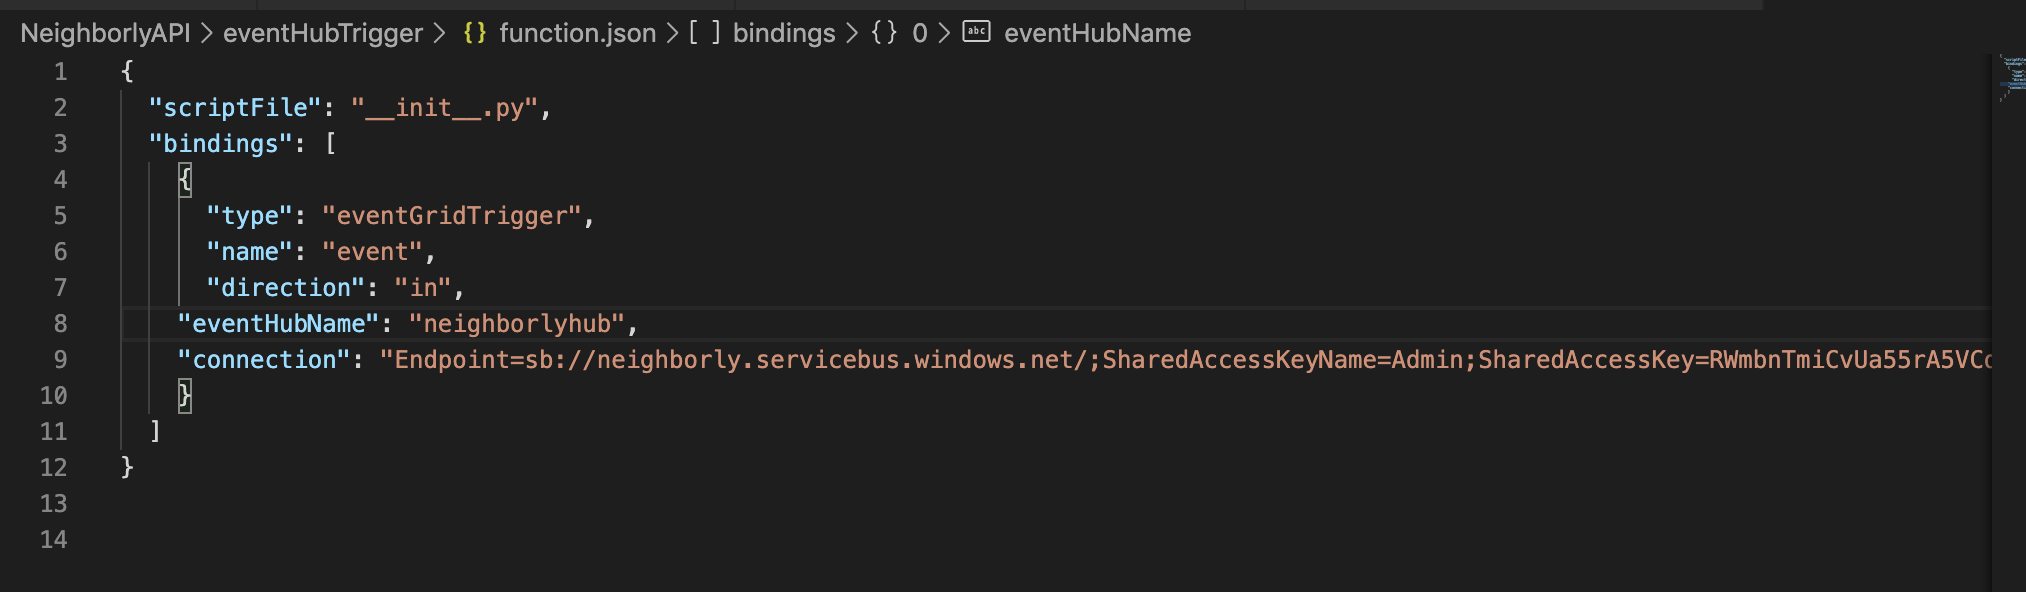 NeighborlyAPI > eventHubTrigger > {} function.json > [ ] bindings > {} 0 > abc eventHubName
1 {
2 "scriptFile": "__init__.py",
3 "bindings": [
4 {
5 "type": "eventGridTrigger",
6 "name": "event",
7 "direction": "in",
8 "eventHubName": "neighborlyhub",
9 "connection": "Endpoint=sb://neighborly.servicebus.windows.net/;SharedAccessKeyName=Admin;SharedAccessKey=RWmbnTmiCvUa55rA5VC
10 }
11 ]
12 }
13
14